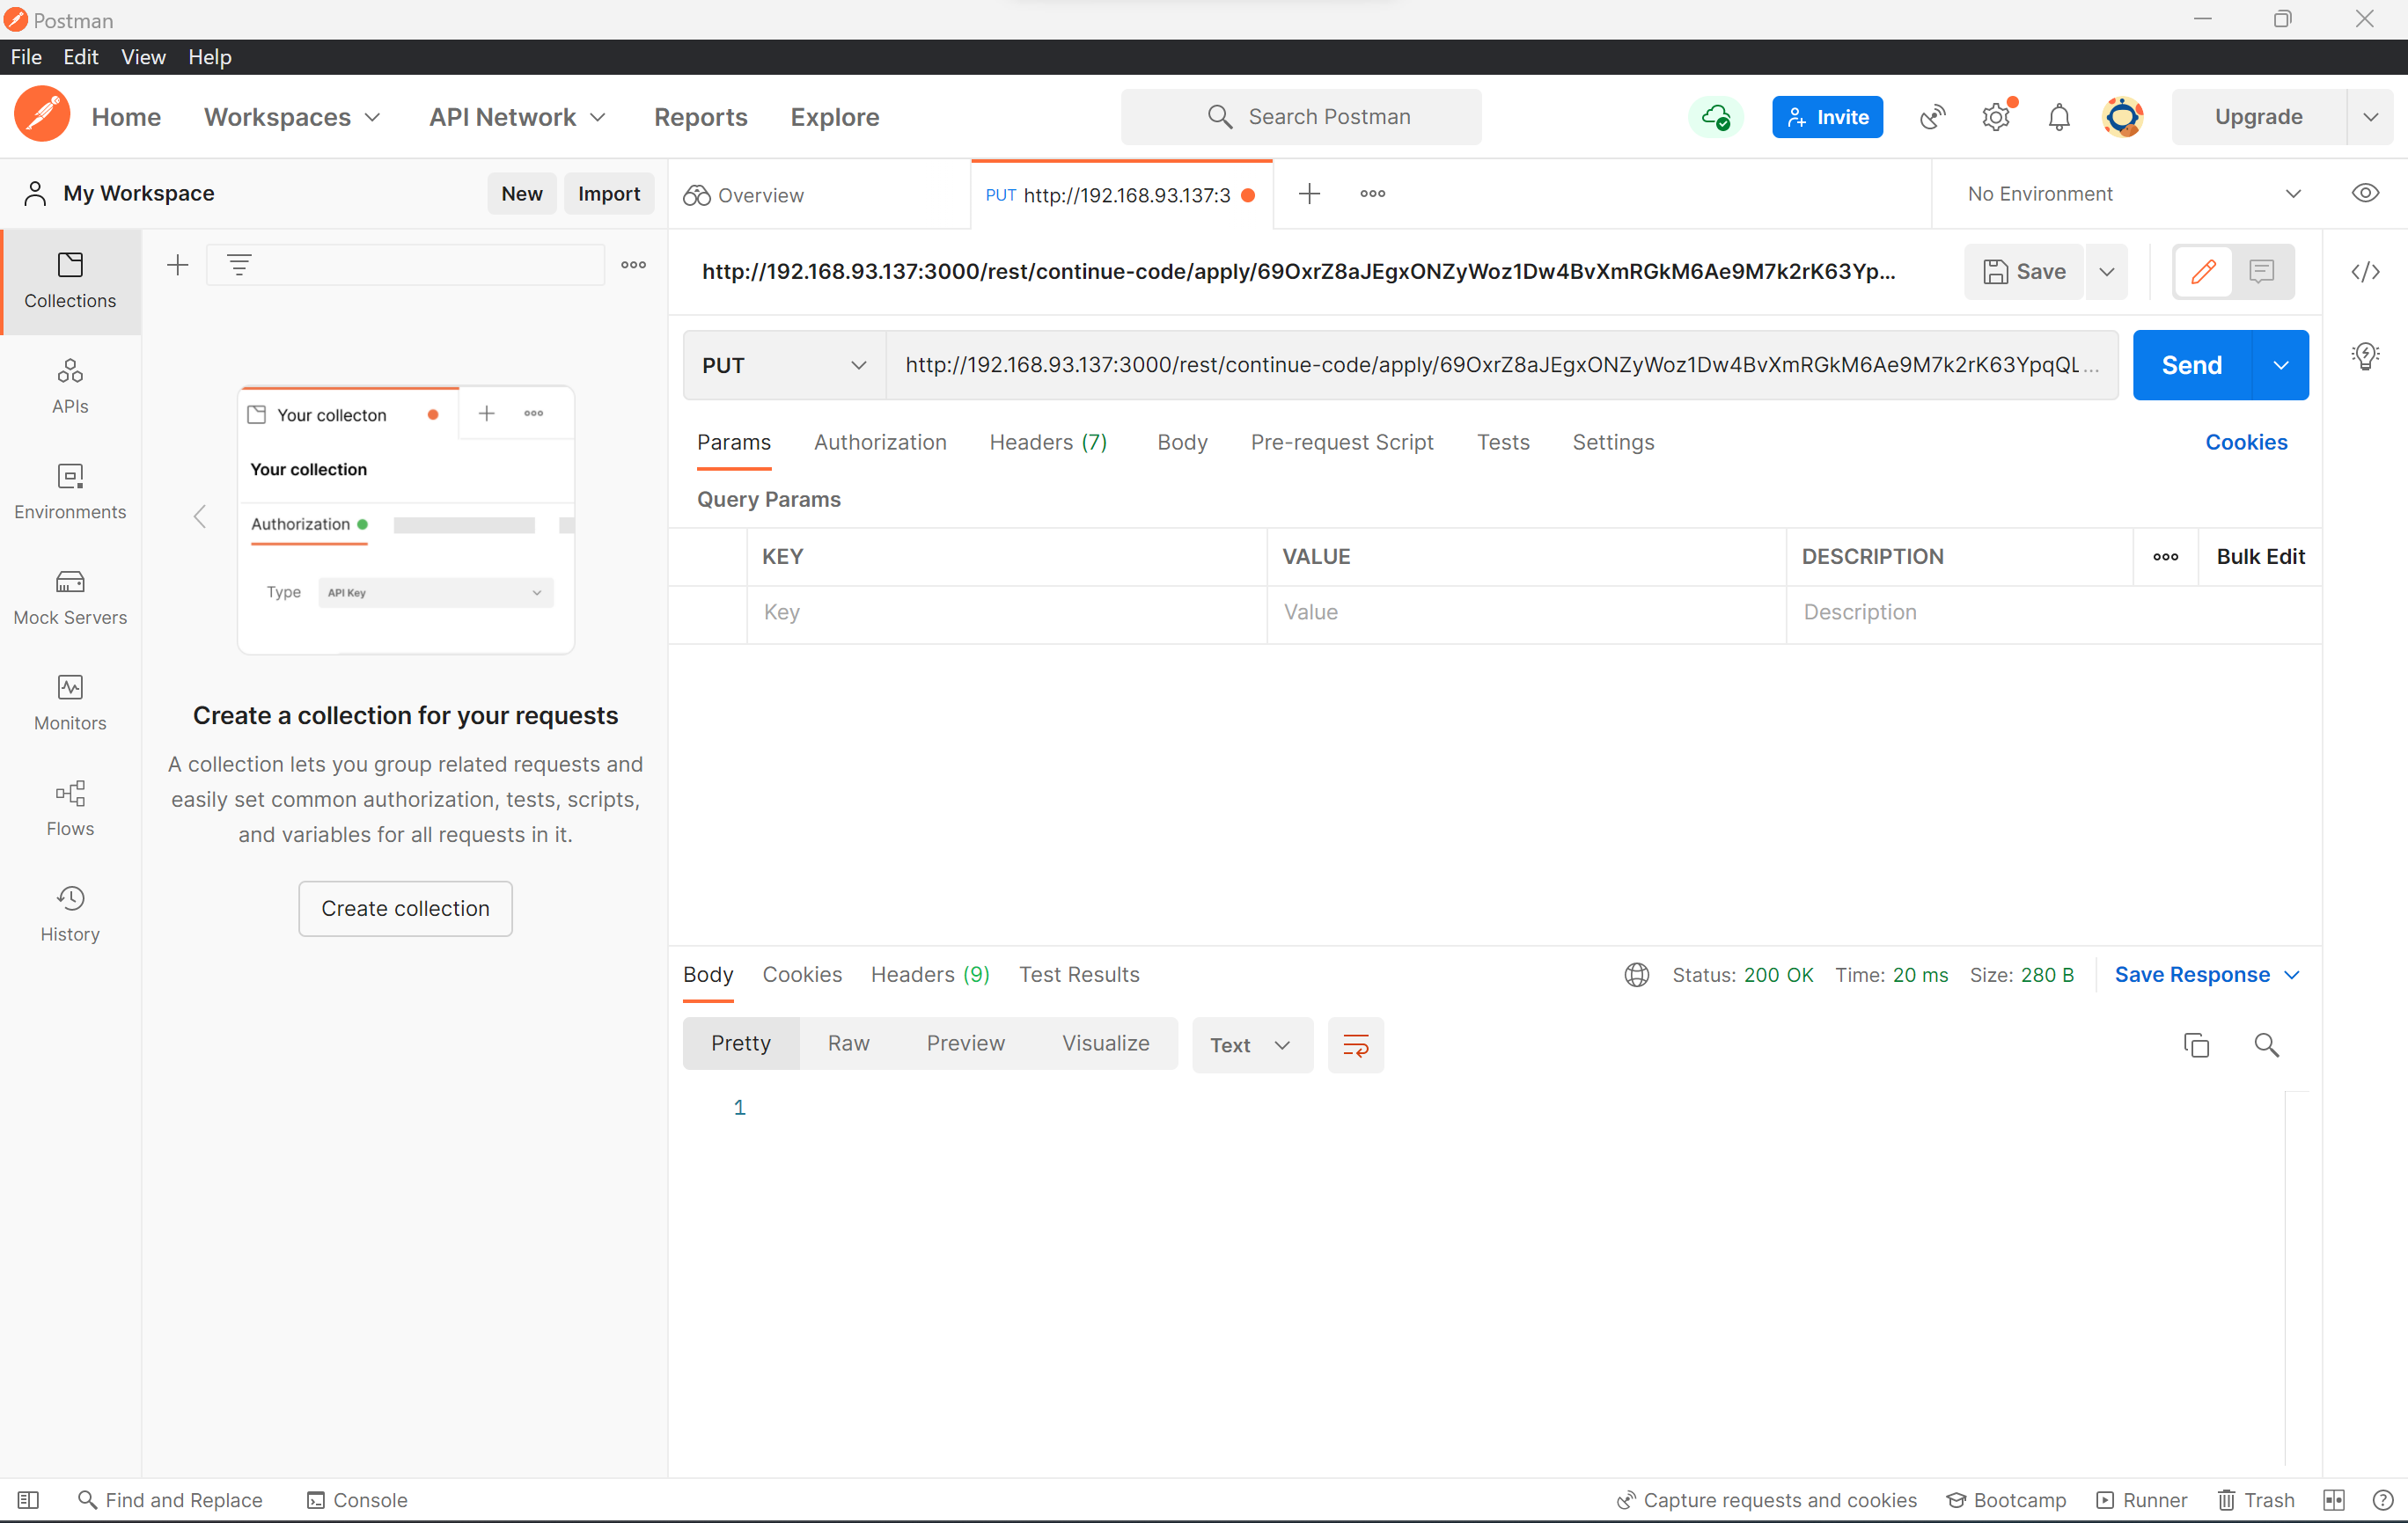 Postman
File Edit View Help
Home Workspaces API Network Reports Explore Search Postman Invite Upgrade
My Workspace New Import Overview PUT http://192.168.93.137:3 No Environment
http://192.168.93.137:3000/rest/continue-code/apply/69OxrZ8aJEgxONZyWoz1Dw4BvXmRGkM6Ae9M7k2rK63Yp... Save
Collections
APIs
Environments
Mock Servers
Monitors
Flows
History
Your collecton
Your collection
Authorization
Type API Key
Create a collection for your requests
A collection lets you group related requests and
easily set common authorization, tests, scripts,
and variables for all requests in it.
Create collection
PUT http://192.168.93.137:3000/rest/continue-code/apply/69OxrZ8aJEgxONZyWoz1Dw4BvXmRGkM6Ae9M7k2rK63YpqQL... Send
Params Authorization Headers (7) Body Pre-request Script Tests Settings Cookies
Query Params
KEY VALUE DESCRIPTION Bulk Edit
Key Value Description
Body Cookies Headers (9) Test Results Status: 200 OK Time: 20 ms Size: 280 B Save Response
Pretty Raw Preview Visualize Text
1
Find and Replace Console Capture requests and cookies Bootcamp Runner Trash